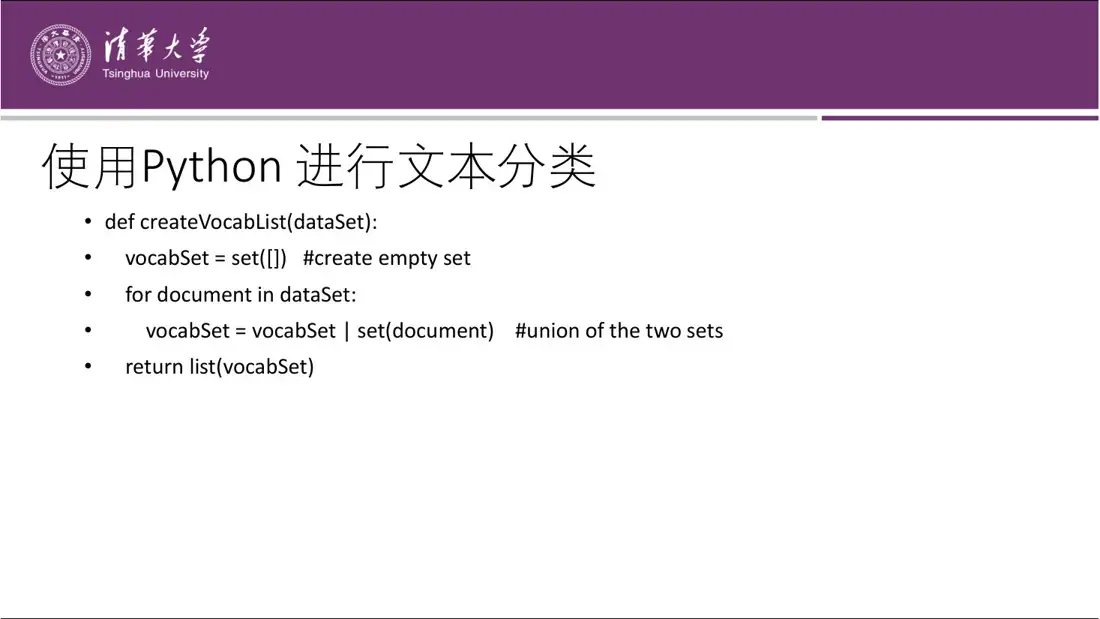 清华大学
Tsinghua University
使用Python 进行文本分类
• def createVocabList(dataSet):
• vocabSet = set([]) #create empty set
• for document in dataSet:
• vocabSet = vocabSet | set(document) #union of the two sets
• return list(vocabSet)